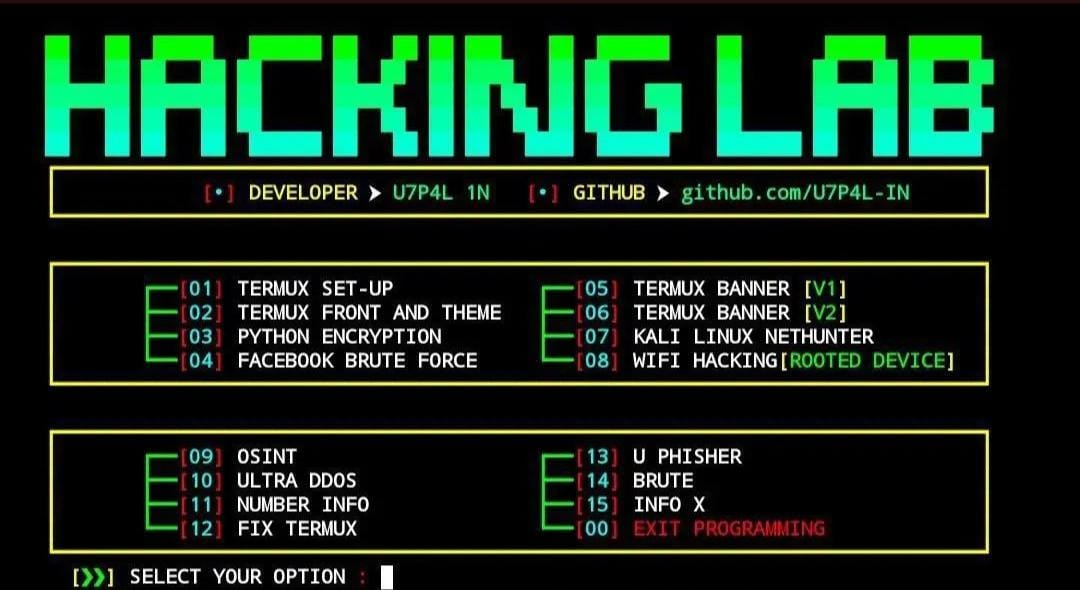 HACKING LAB
[•] DEVELOPER ➤ U7P4L 1N [•] GITHUB ➤ github.com/U7P4L-IN
[01] TERMUX SET-UP [05] TERMUX BANNER [V1]
[02] TERMUX FRONT AND THEME [06] TERMUX BANNER [V2]
[03] PYTHON ENCRYPTION [07] KALI LINUX NETHUNTER
[04] FACEBOOK BRUTE FORCE [08] WIFI HACKING[ROOTED DEVICE]
[09] OSINT [13] U PHISHER
[10] ULTRA DDOS [14] BRUTE
[11] NUMBER INFO [15] INFO X
[12] FIX TERMUX [00] EXIT PROGRAMMING
[❯❯] SELECT YOUR OPTION :